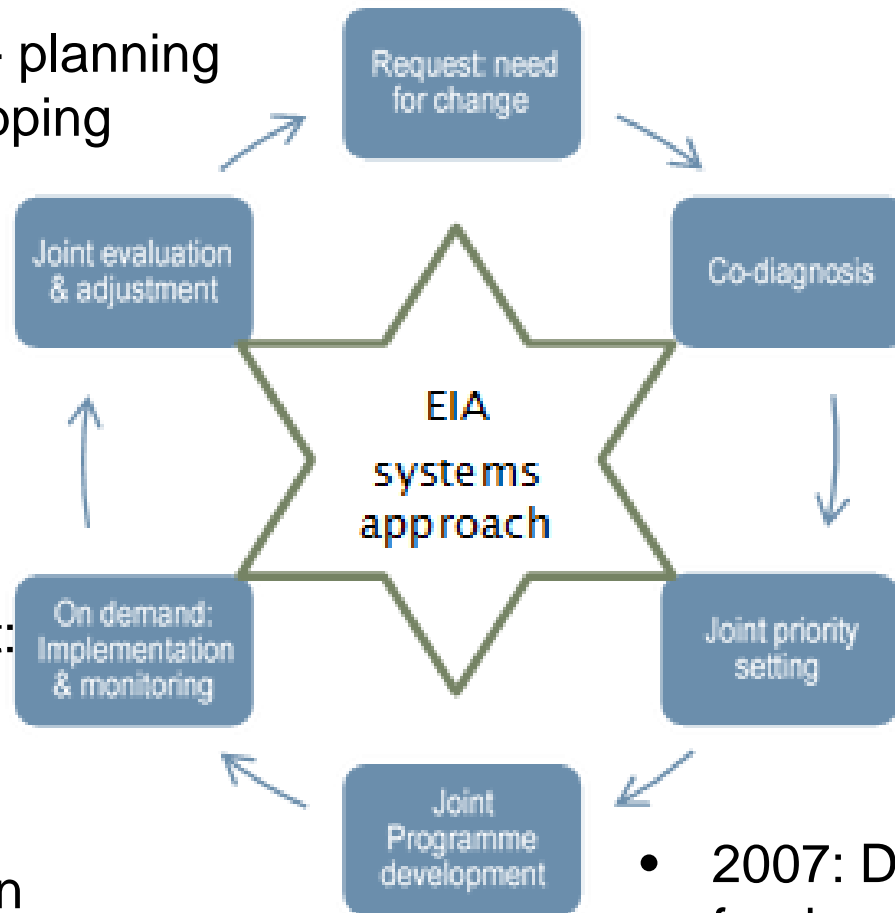 - planning
Request: need
for change
Joint evaluation
& adjustment
Co-diagnosis
EIA
systems
approach
On demand:
Implementation
& monitoring
Joint priority
setting
Joint
Programme
development
2007: D